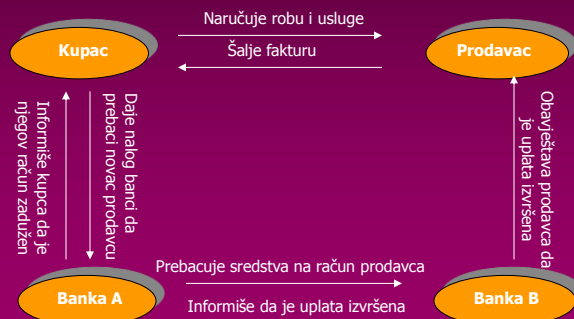 Naručuje robu i usluge
Kupac
Šalje fakturu
Prodavac
Informiše kupca da je
njegov račun zadužen
Daje nalog banci da
prebaci novac prodavcu
Obavještava prodavca da
je uplata izvršena
Prebacuje sredstva na račun prodavca
Banka A
Banka B
Informiše da je uplata izvršena